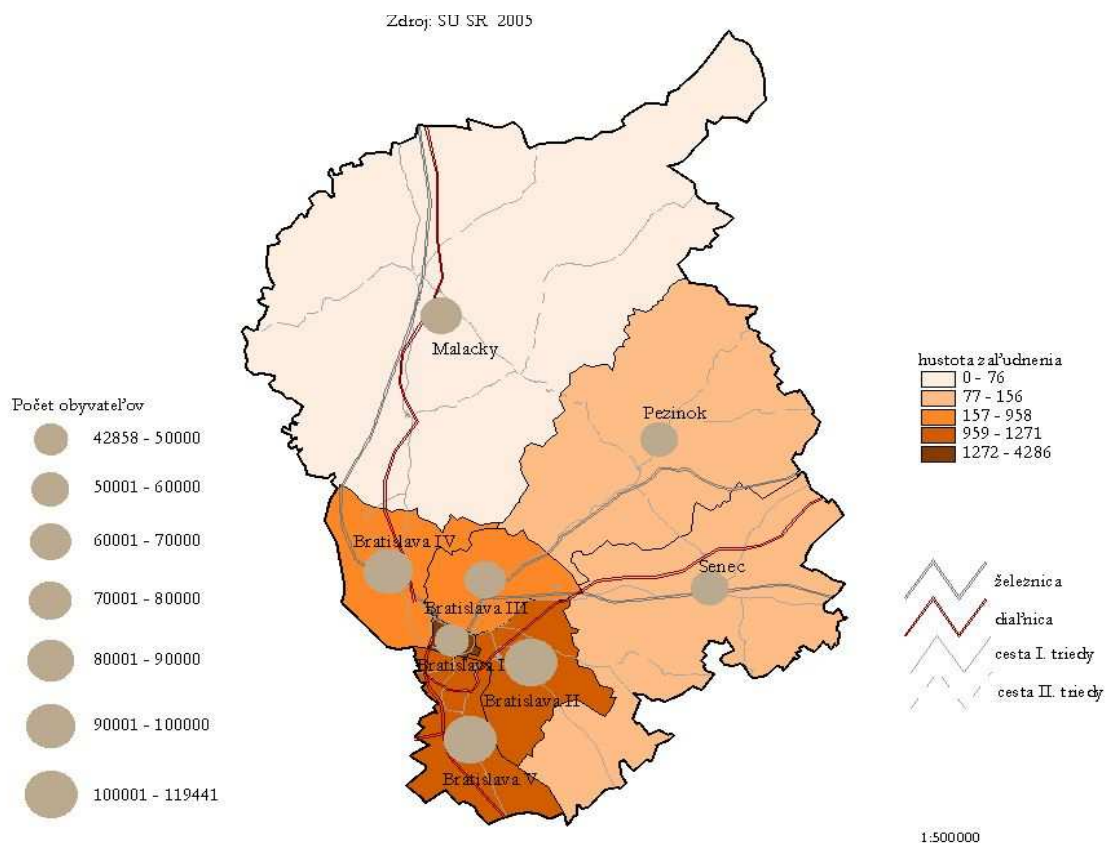 Zdroj: SU SR 2005
Malacky
Pezinok
Bratislava IV
Bratislava III
Senec
Bratislava I
Bratislava II
Bratislava V
Počet obyvateľov
42858 - 50000
50001 - 60000
60001 - 70000
70001 - 80000
80001 - 90000
90001 - 100000
100001 - 119441
hustota zaľudnenia
0 - 76
77 - 156
157 - 958
959 - 1271
1272 - 4286
železnica
diaľnica
cesta I. triedy
cesta II. triedy
1:500000